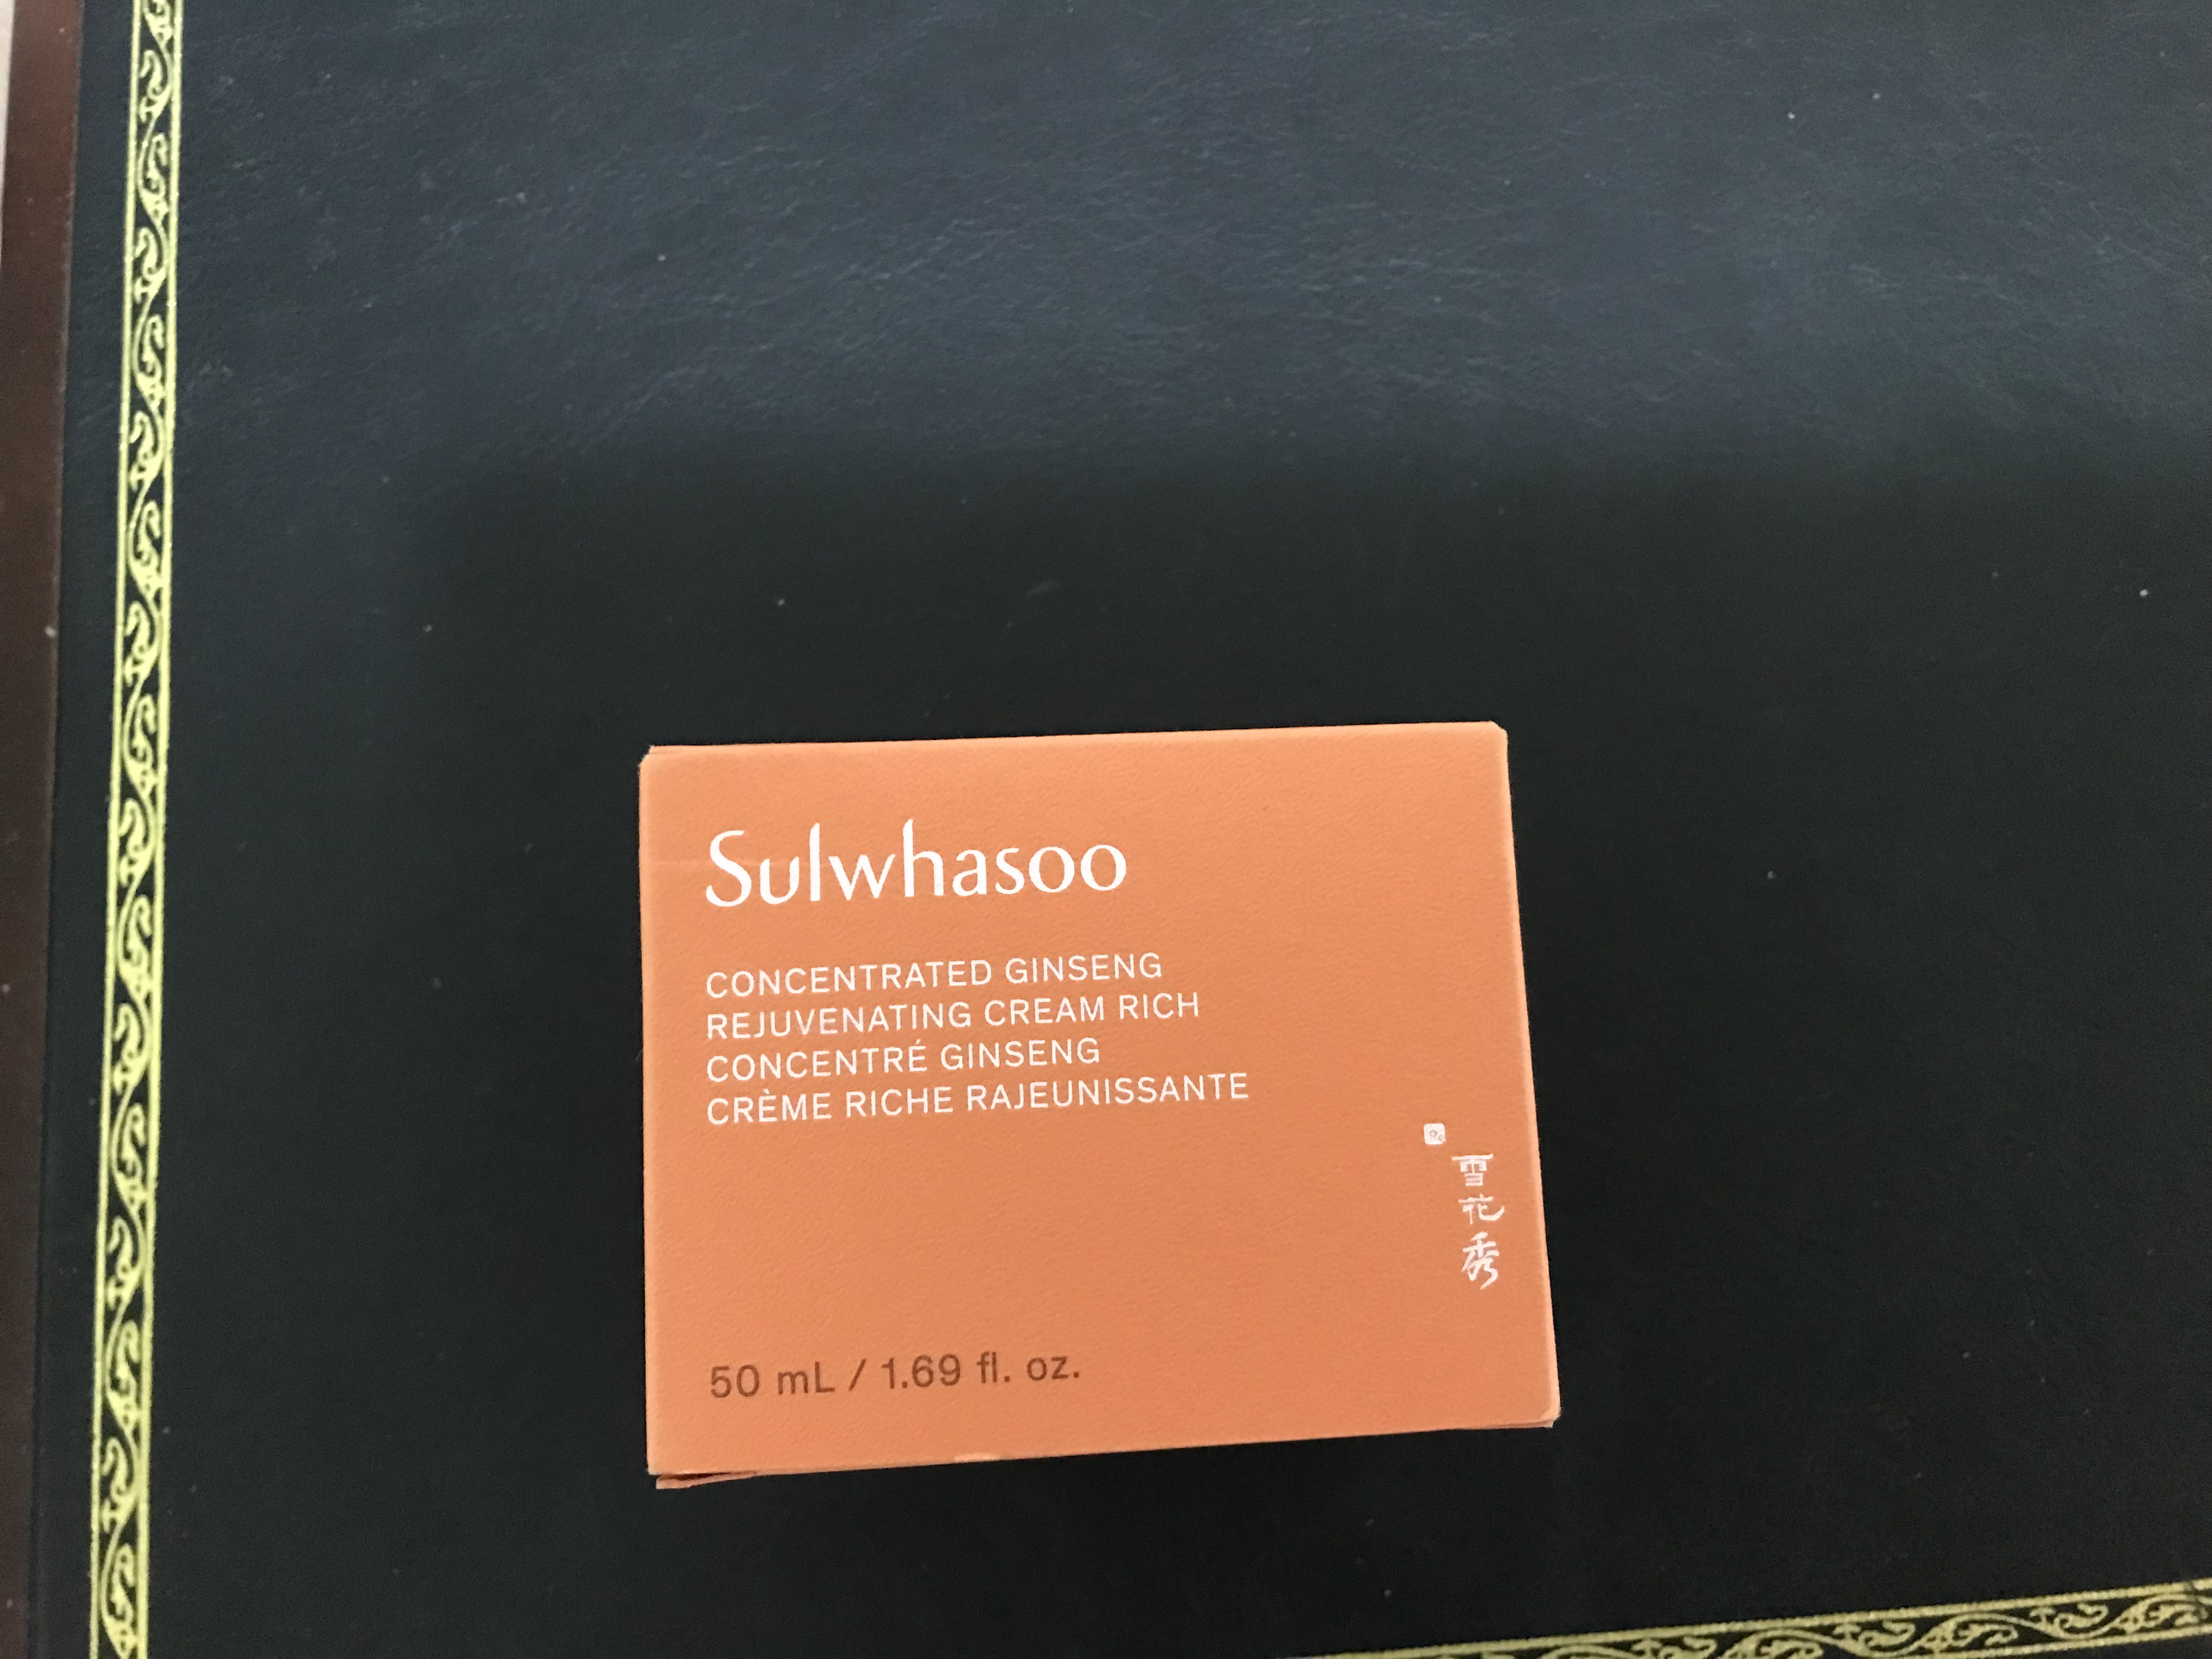 Sulwhasoo
CONCENTRATED GINSENG
REJUVENATING CREAM RICH
CONCENTRÉ GINSENG
CRÈME RICHE RAJEUNISSANTE
雪花秀
50 mL / 1.69 fl. oz.